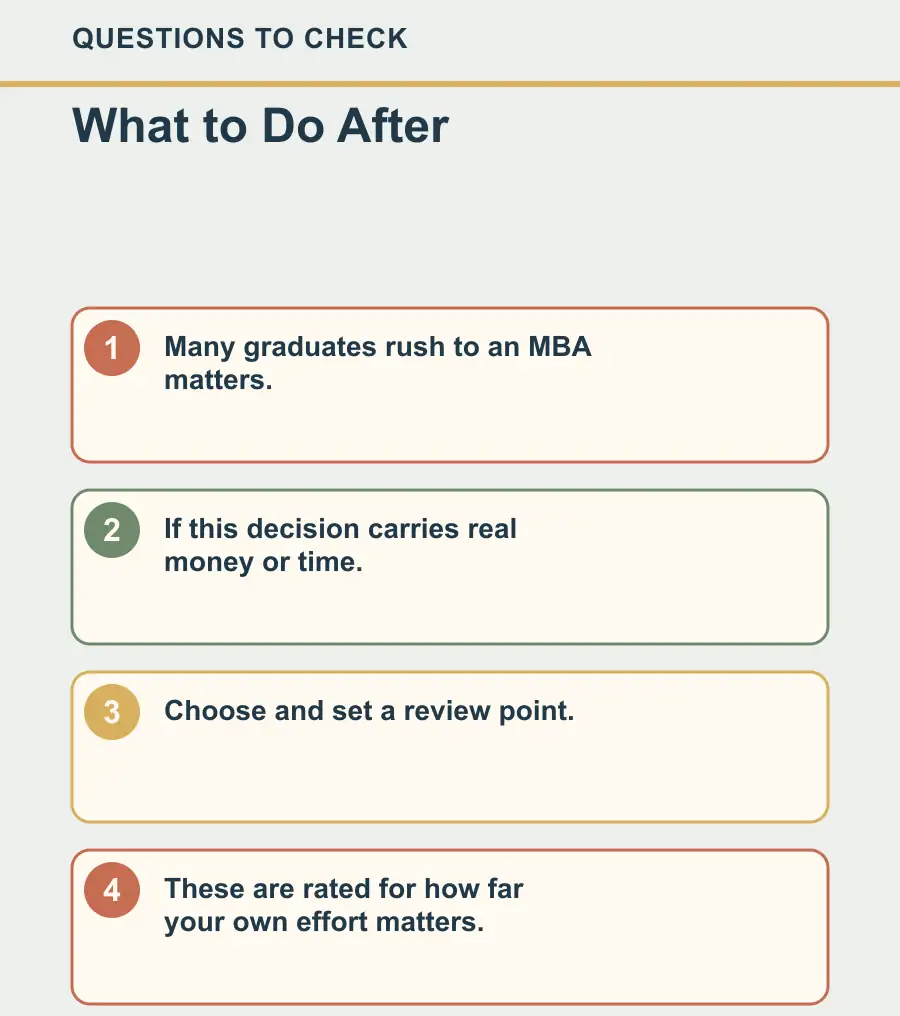 QUESTIONS TO CHECK
What to Do After
1
Many graduates rush to an MBA
matters.
2
If this decision carries real
money or time.
3
Choose and set a review point.
4
These are rated for how far
your own effort matters.